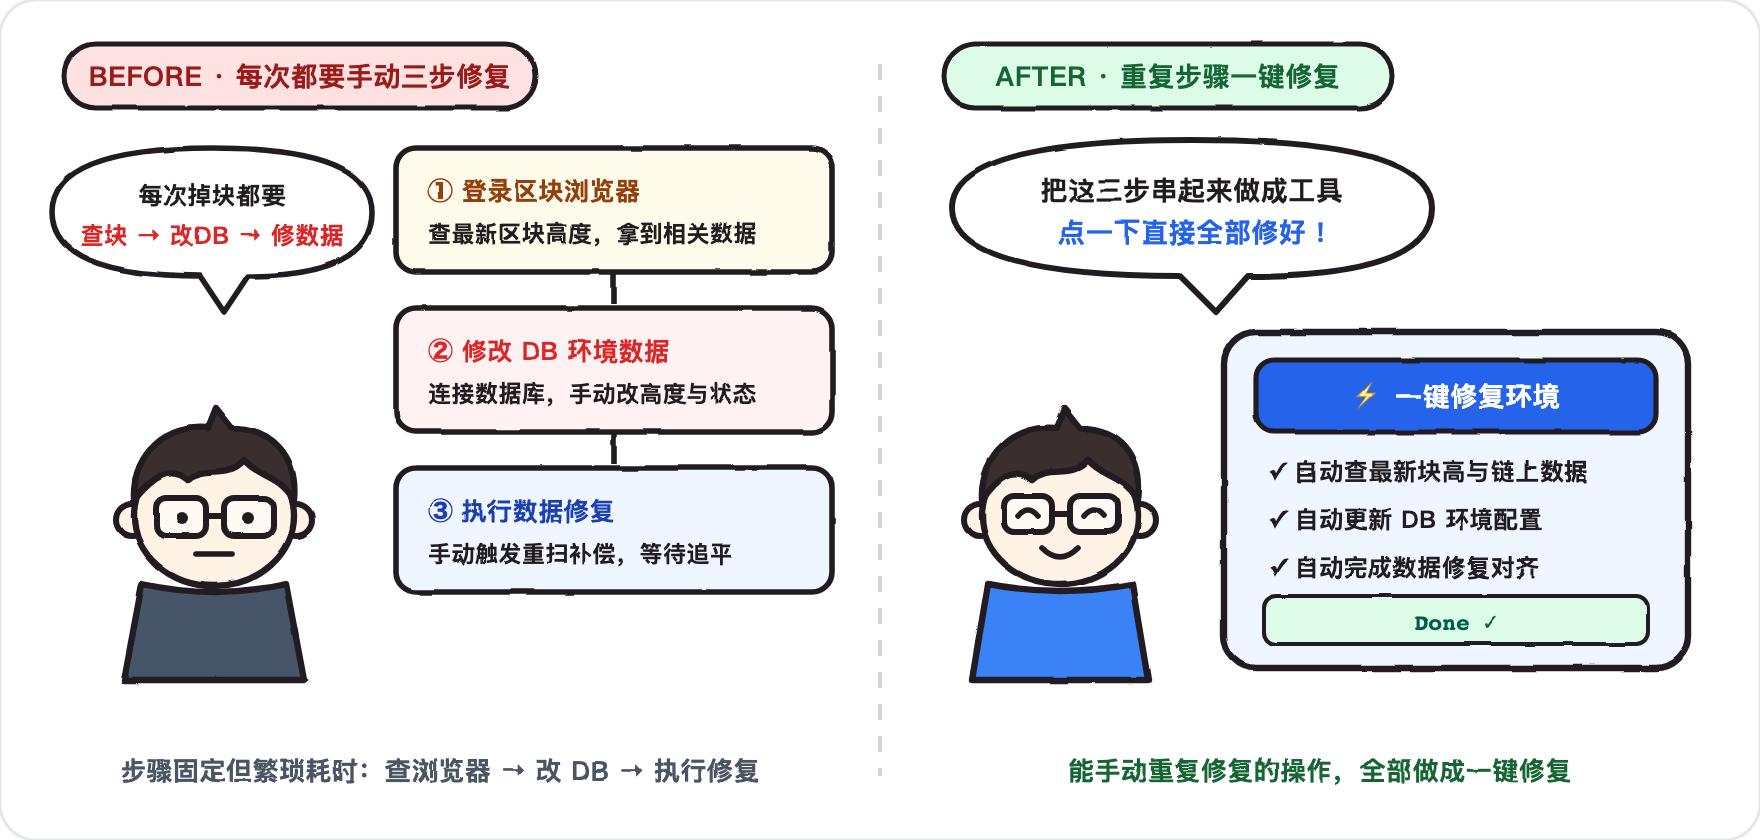 BEFORE · 每次都要手动三步修复
每次掉块都要
查块 → 改DB → 修数据
① 登录区块浏览器
查最新区块高度，拿到相关数据
② 修改 DB 环境数据
连接数据库，手动改高度与状态
③ 执行数据修复
手动触发重扫补偿，等待追平
步骤固定但繁琐耗时：查浏览器 → 改 DB → 执行修复
AFTER · 重复步骤一键修复
把这三步串起来做成工具
点一下直接全部修好！
⚡ 一键修复环境
✓ 自动查最新块高与链上数据
✓ 自动更新 DB 环境配置
✓ 自动完成数据修复对齐
Done ✓
能手动重复修复的操作，全部做成一键修复